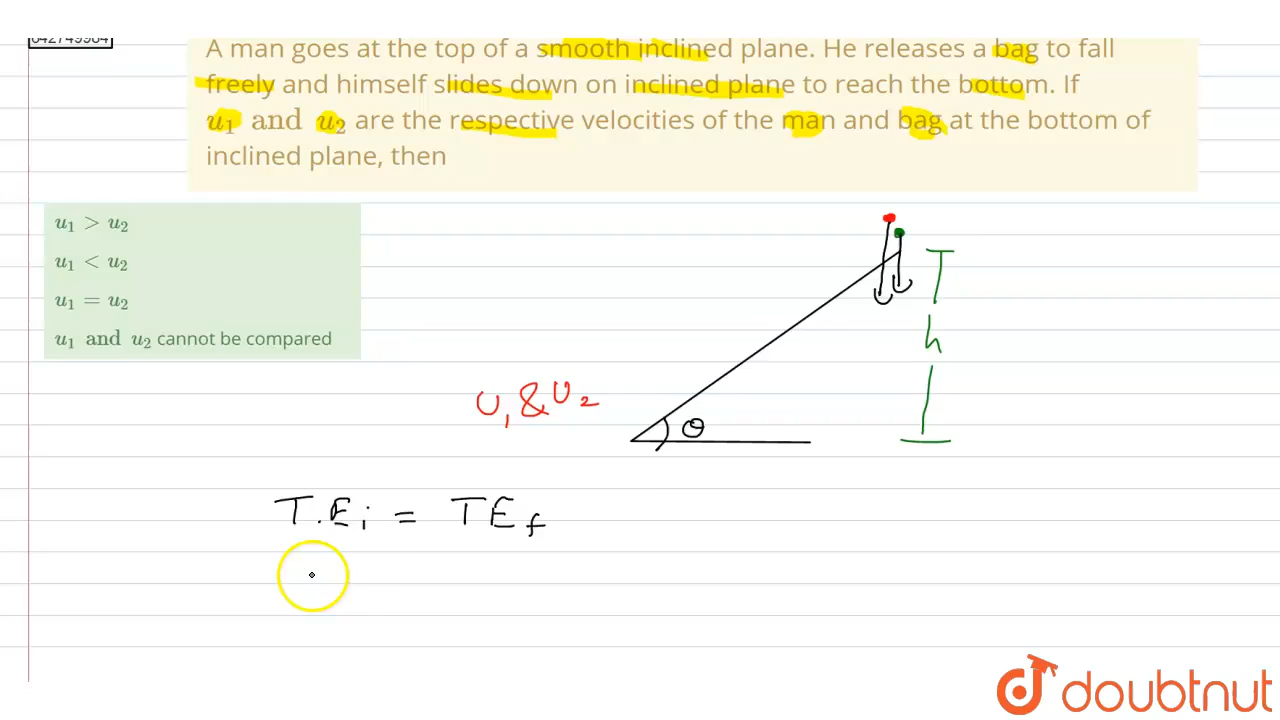 A man goes at the top of a smooth inclined plane. He releases a bag to fall
freely and himself slides down on inclined plane to reach the bottom. If
u₁ and u₂ are the respective velocities of the man and bag at the bottom of
inclined plane, then
u₁ > u₂
u₁ < u₂
u₁ = u₂
u₁ and u₂ cannot be compared
h
U₁ & U₂
θ
T.Eᵢ = TE_f
doubtnut